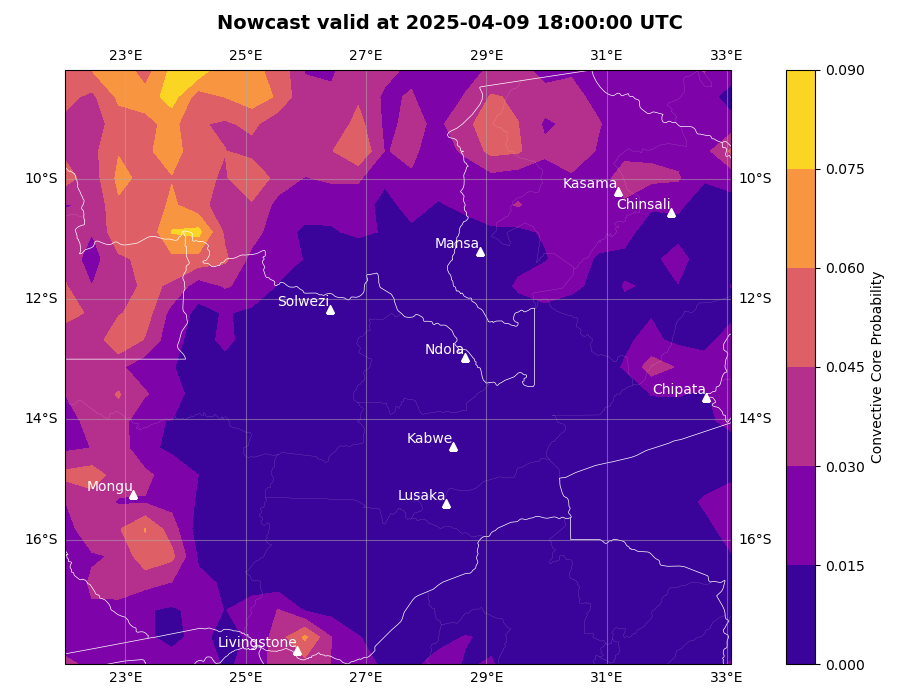 Nowcast valid at 2025-04-09 18:00:00 UTC
23°E 25°E 27°E 29°E 31°E 33°E
0.090
0.075
10°S 10°S
Kasama
Chinsali
Mansa
0.060
12°S 12°S
Solwezi
Ndola
0.045
Chipata
14°S 14°S
Kabwe
0.030
Mongu
Lusaka
16°S 16°S
0.015
Livingstone
0.000
23°E 25°E 27°E 29°E 31°E 33°E
Convective Core Probability